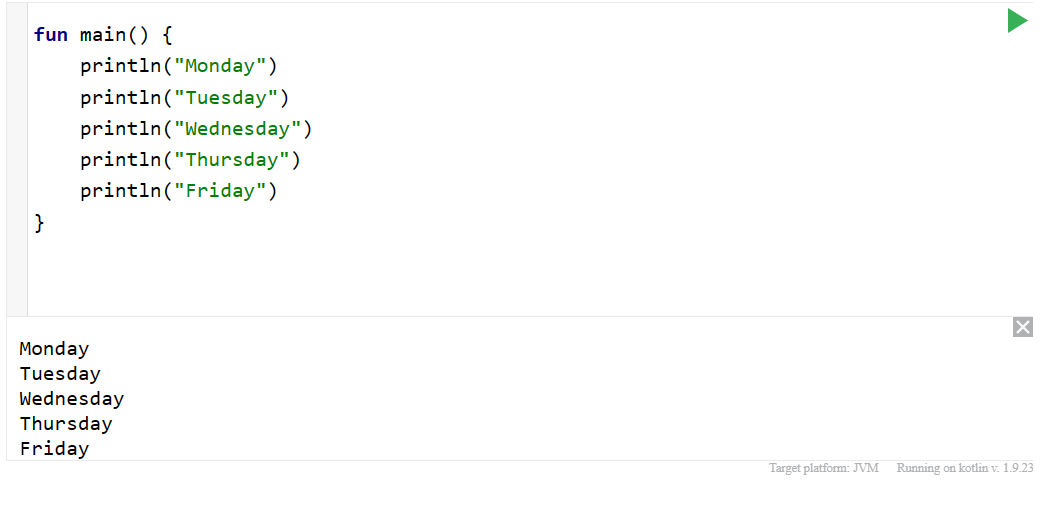 fun main() {
    println("Monday")
    println("Tuesday")
    println("Wednesday")
    println("Thursday")
    println("Friday")
}
Monday
Tuesday
Wednesday
Thursday
Friday
Target platform: JVM Running on kotlin v. 1.9.23